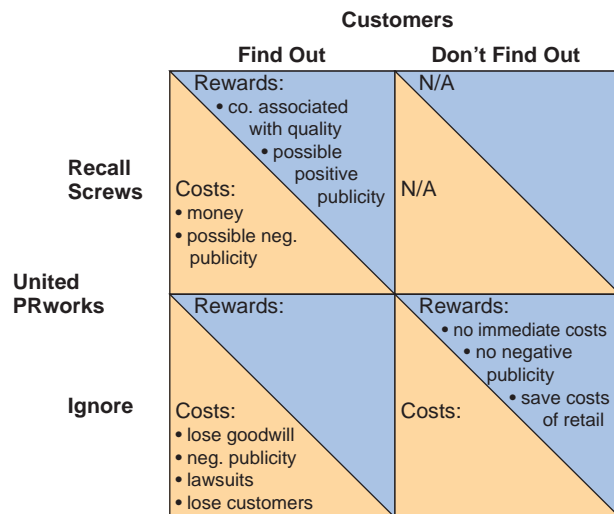 Customers
Find Out
Don't Find Out
Recall
Screws
Rewards:
• co. associated
with quality
• possible
positive
publicity
Costs:
• money
• possible neg.
publicity
N/A
N/A
United
PRworks
Ignore
Rewards:
Costs:
• lose goodwill
• neg. publicity
• lawsuits
• lose customers
Rewards:
• no immediate costs
• no negative
publicity
• save costs
of retail
Costs: